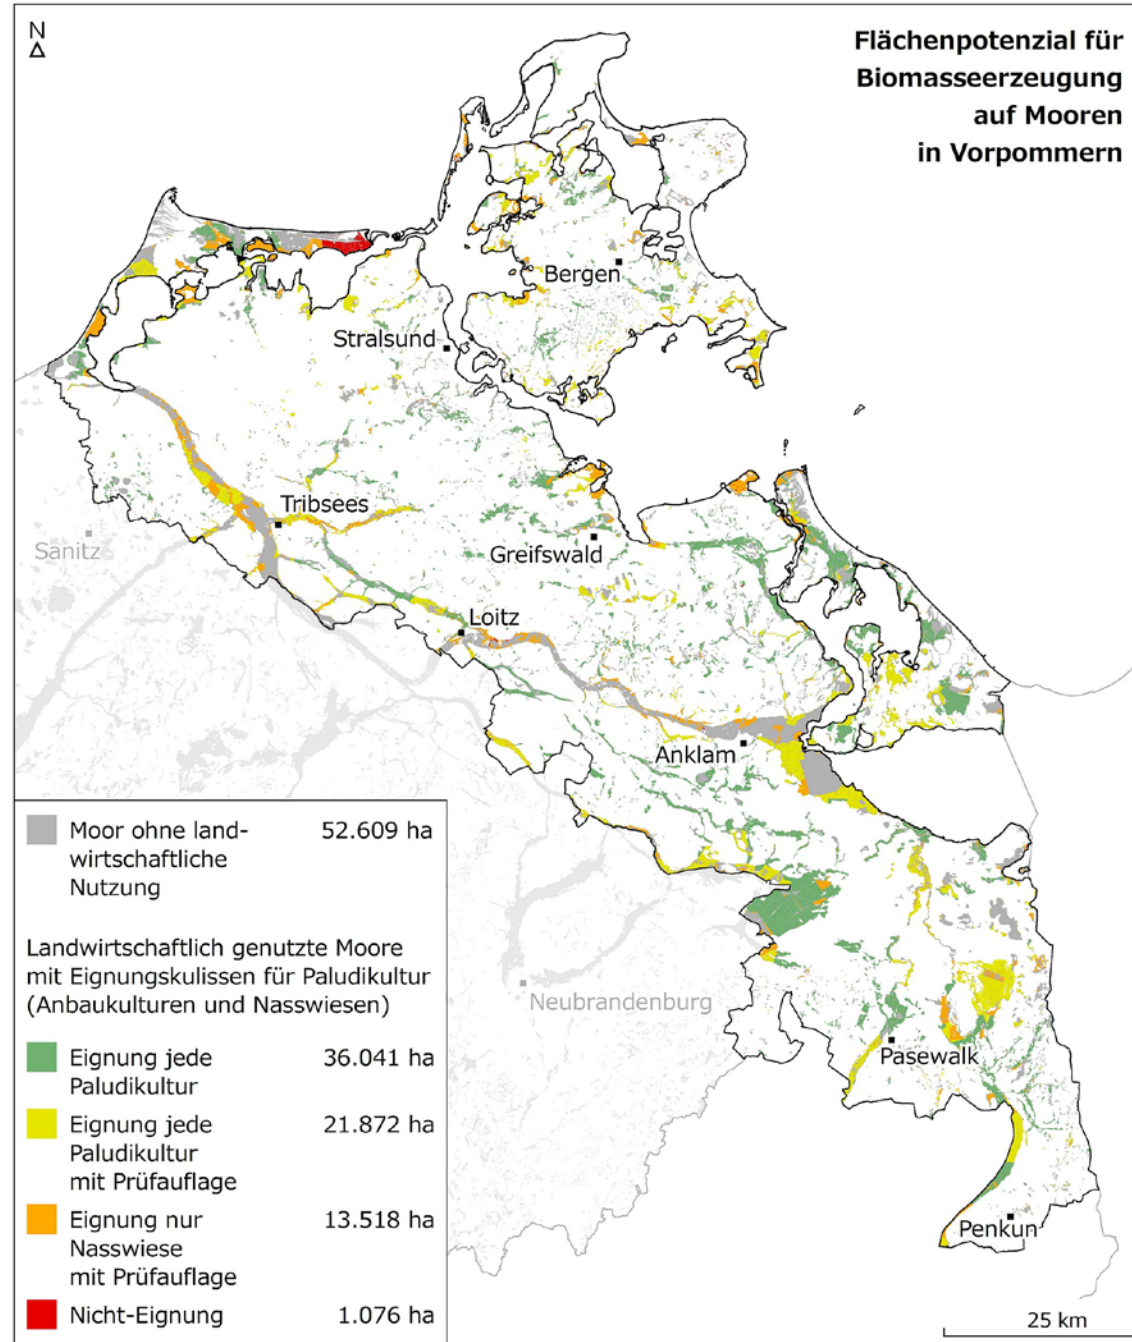 N
Flächenpotenzial für
Biomasseerzeugung
auf Mooren
in Vorpommern
Bergen
Stralsund
Tribsees
Sanitz
Greifswald
Loitz
Anklam
Neubrandenburg
Pasewalk
Penkun
25 km
Moor ohne land- 52.609 ha
wirtschaftliche
Nutzung
Landwirtschaftlich genutzte Moore
mit Eignungskulissen für Paludikultur
(Anbaukulturen und Nasswiesen)
Eignung jede 36.041 ha
Paludikultur
Eignung jede 21.872 ha
Paludikultur
mit Prüfauflage
Eignung nur 13.518 ha
Nasswiese
mit Prüfauflage
Nicht-Eignung 1.076 ha